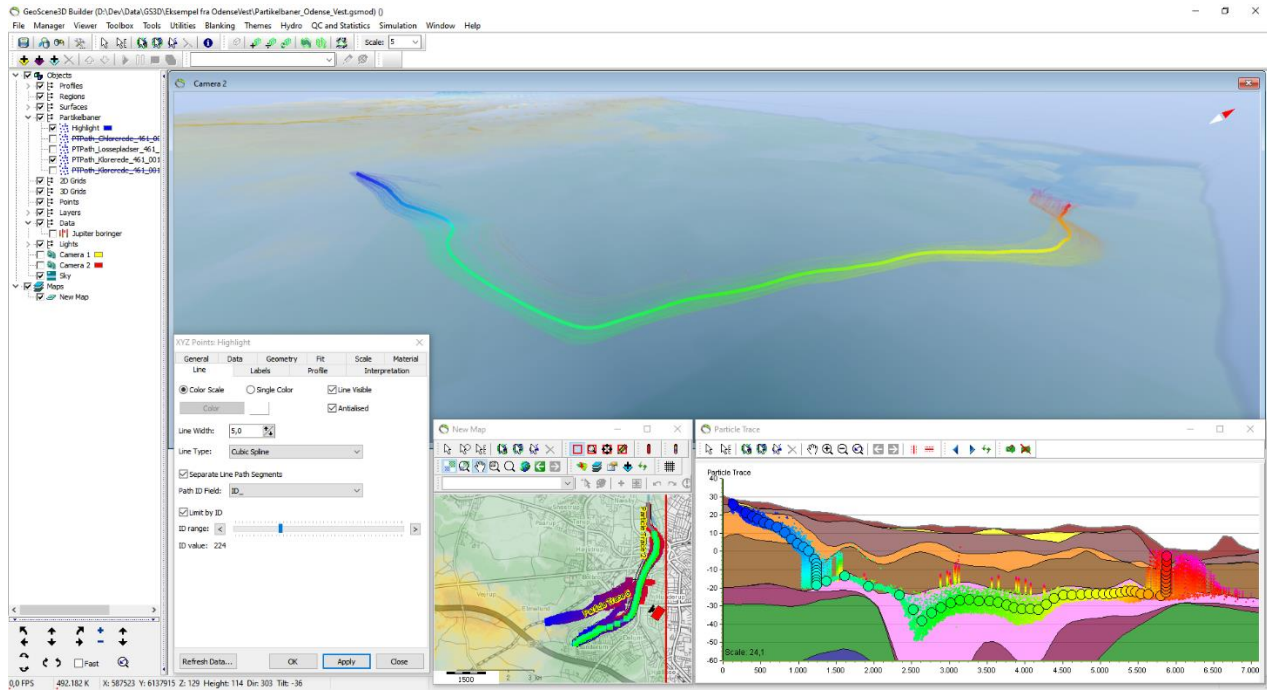 GeoScene3D Builder (D:\Dev\Data\GS3D\Eksempel fra OdenseVest\Partikelbaner_Odense_Vest.gsmod) ()
File Manager Viewer Toolbox Tools Utilities Blanking Themes Hydro QC and Statistics Simulation Window Help
Scale: 5
Objects
Profiles
Regions
Surfaces
Partikelbaner
Highlight
PTPath_Chlorerede_461_00
PTPath_Lossepladser_461_
PTPath_Klorerede_461_001
PTPath_Klorerede_461_001
2D Grids
3D Grids
Points
Layers
Data
Jupiter boringer
Lights
Camera 1
Camera 2
Sky
Maps
New Map
Camera 2
XYZ Points: Highlight
General Data Geometry Fit Scale Material
Line Labels Profile Interpretation
Color Scale Single Color Line Visible
Color Antialised
Line Width: 5,0
Line Type: Cubic Spline
Separate Line Path Segments
Path ID Field: ID_
Limit by ID
ID range: < >
ID value: 224
Refresh Data... OK Apply Close
New Map
Particle Trace
1500 2 3 km
Particle Trace
Particle Trace
40
30
20
10
0
-10
-20
-30
-40
-50
-60
Scale: 24,1
0 500 1.000 1.500 2.000 2.500 3.000 3.500 4.000 4.500 5.000 5.500 6.000 6.500 7.000
Fast
0,0 FPS 492.182 K X: 587523 Y: 6137915 Z: 129 Height: 114 Dir: 303 Tilt: -36